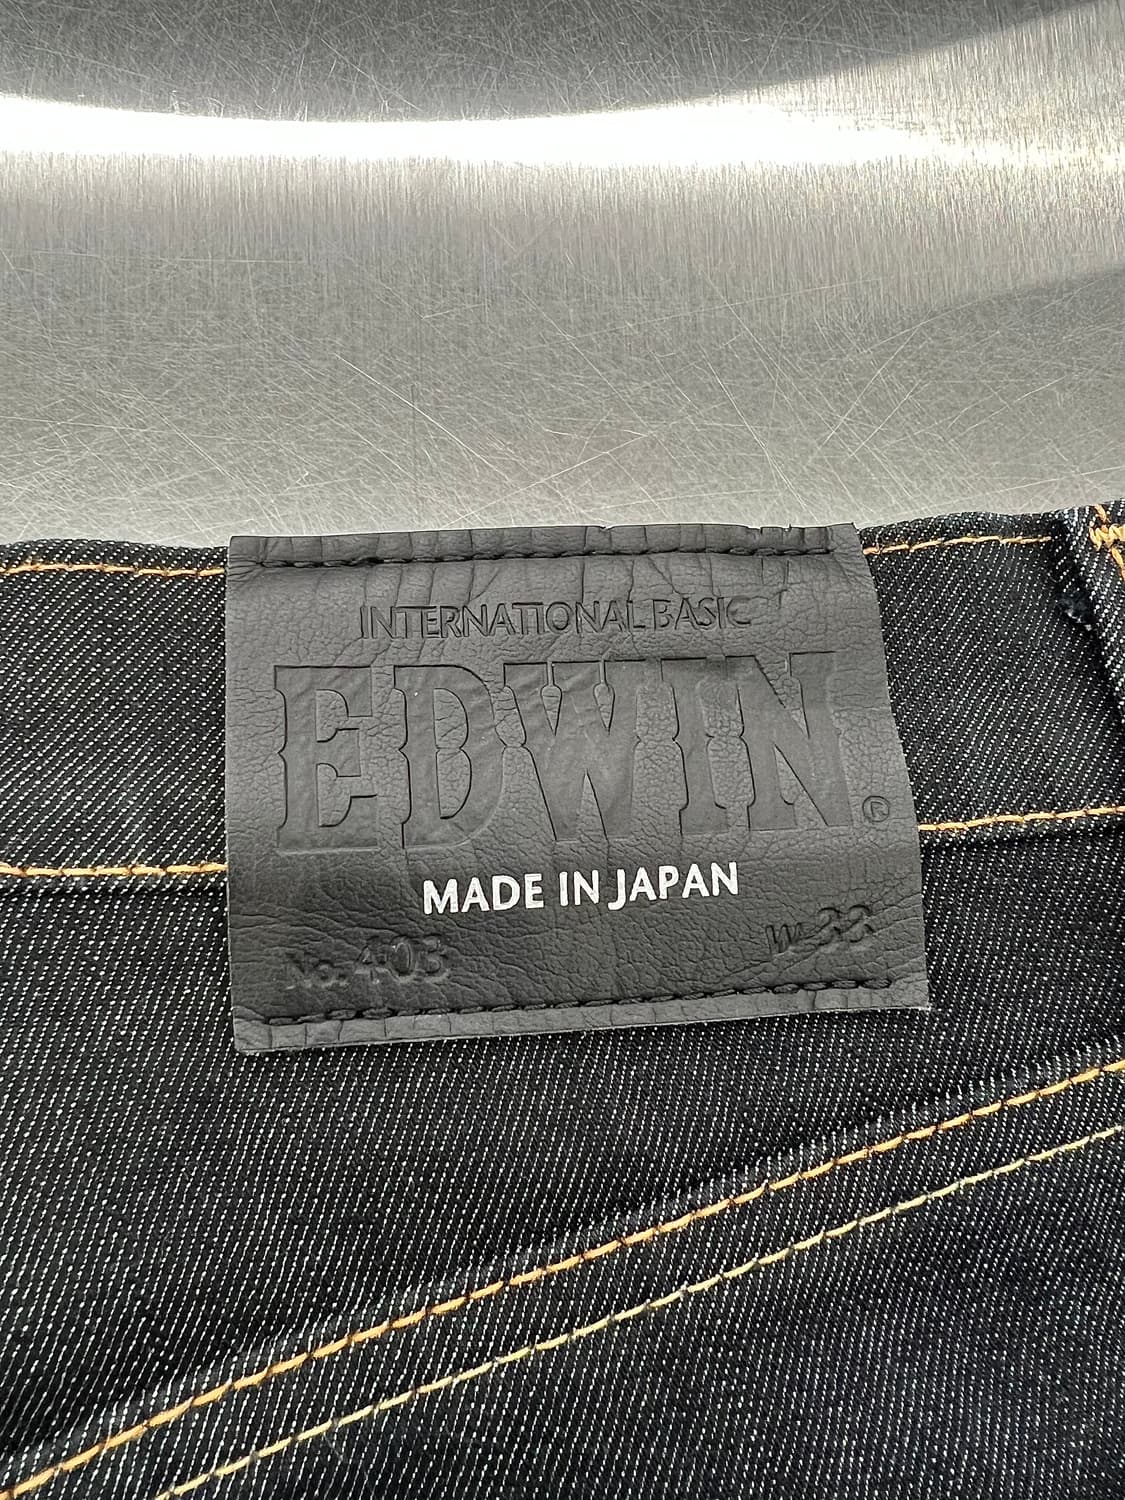 INTERNATIONAL BASIC
EDWIN®
MADE IN JAPAN
No.403 W-33